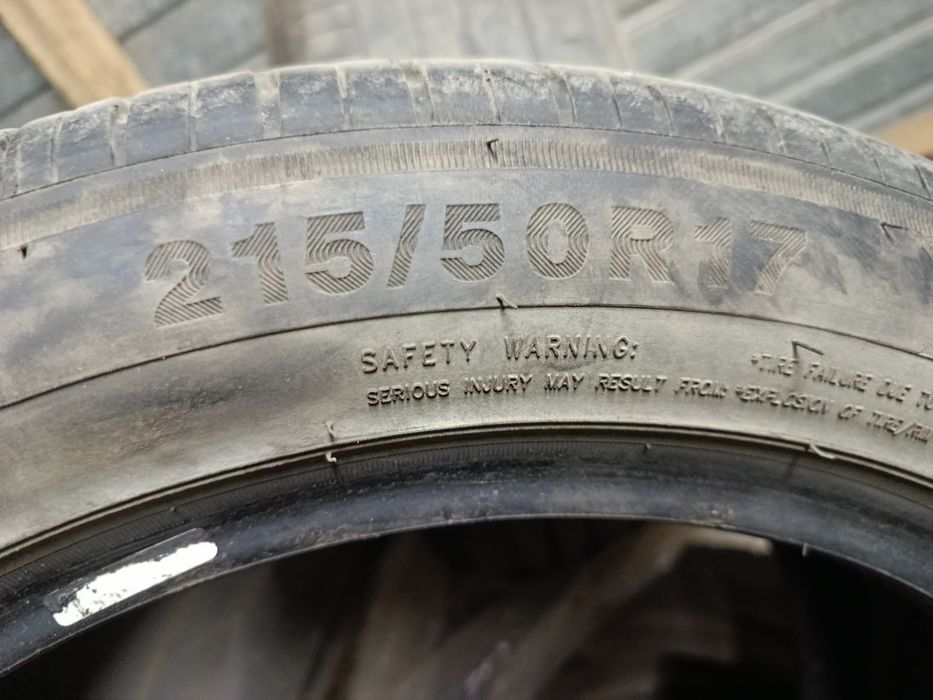 215/50R17
SAFETY WARNING:
SERIOUS INJURY MAY RESULT FROM: *EXPLOSION OF TIRE/RIM
*TIRE FAILURE DUE TO